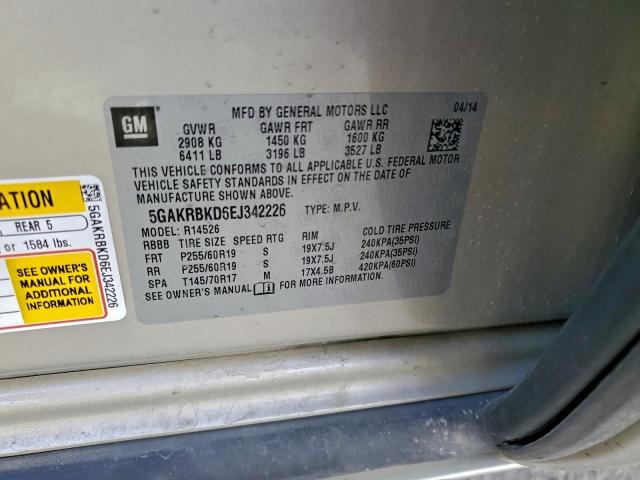 GM
MFD BY GENERAL MOTORS LLC 04/14
GVWR GAWR FRT GAWR RR
2908 KG 1450 KG 1600 KG
6411 LB 3196 LB 3527 LB
THIS VEHICLE CONFORMS TO ALL APPLICABLE U.S. FEDERAL MOTOR
VEHICLE SAFETY STANDARDS IN EFFECT ON THE DATE OF
MANUFACTURE SHOWN ABOVE.
5GAKRBKD6EJ342226 TYPE: M.P.V.
MODEL: R14526
RBBB TIRE SIZE SPEED RTG RIM COLD TIRE PRESSURE
FRT P255/60R19 S 19X7.5J 240KPA(35PSI)
RR P255/60R19 S 19X7.5J 240KPA(35PSI)
SPA T145/70R17 M 17X4.5B 420KPA(60PSI)
SEE OWNER'S MANUAL FOR MORE INFORMATION.
ATION
REAR 5
or 1584 lbs.
SEE OWNER'S
MANUAL FOR
ADDITIONAL
INFORMATION
5GAKRBKD6EJ342226